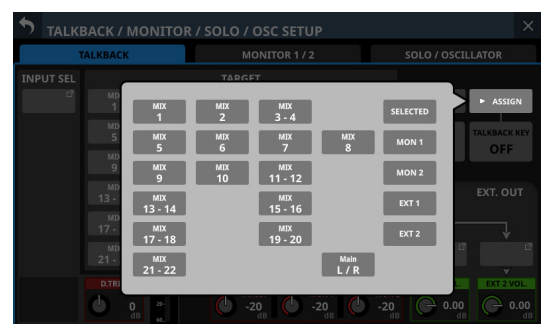 TALKBACK / MONITOR / SOLO / OSC SETUP
TALKBACK
MONITOR 1 / 2
SOLO / OSCILLATOR
INPUT SEL
TARGET
MIX
1
MIX
2
MIX
3 - 4
SELECTED
ASSIGN
MIX
5
MIX
6
MIX
7
MIX
8
MON 1
TALKBACK KEY
OFF
MIX
9
MIX
10
MIX
11 - 12
MON 2
MIX
13 - 14
MIX
15 - 16
EXT 1
EXT. OUT
MIX
17 - 18
MIX
19 - 20
EXT 2
MIX
21 - 22
Main
L / R
D.TRI
EXT 2 VOL.
0
dB
20-
-20
dB
-20
dB
-20
dB
0.00
dB
0.00
dB